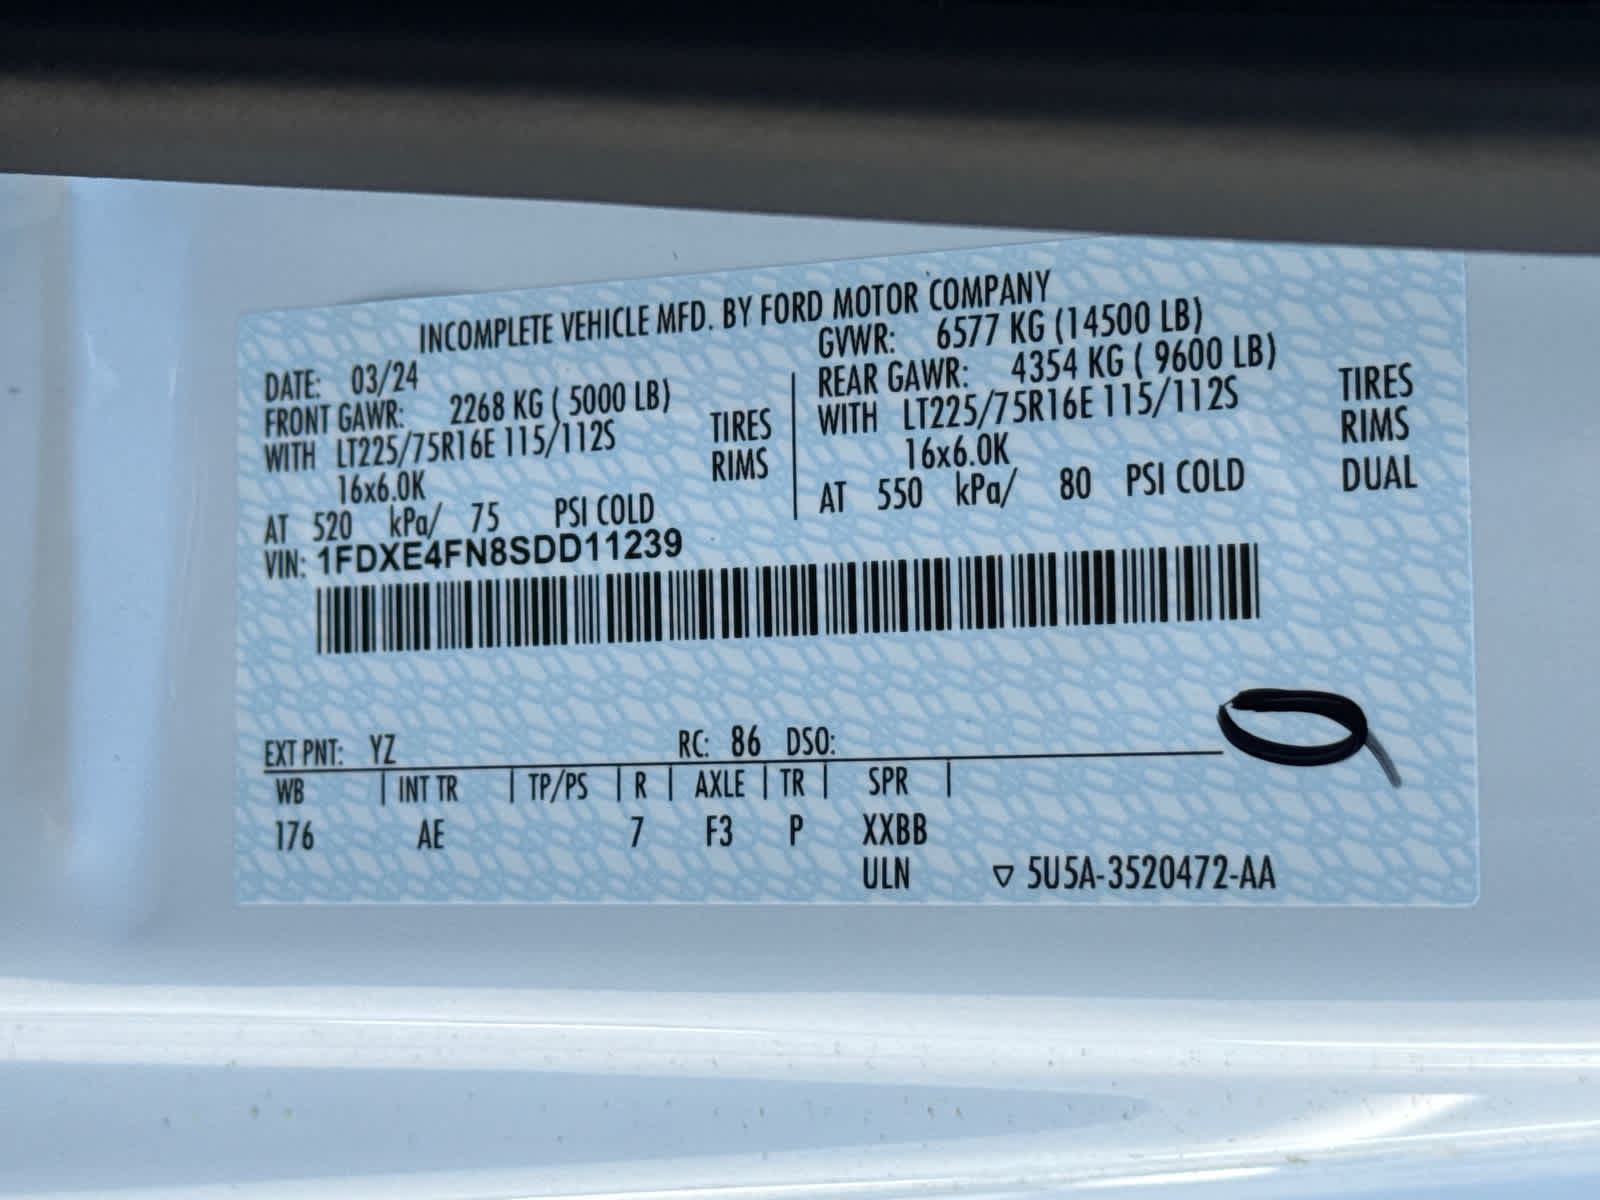 INCOMPLETE VEHICLE MFD. BY FORD MOTOR COMPANY
DATE: 03/24 GVWR: 6577 KG (14500 LB)
FRONT GAWR: 2268 KG ( 5000 LB) REAR GAWR: 4354 KG ( 9600 LB)
WITH LT225/75R16E 115/112S TIRES WITH LT225/75R16E 115/112S TIRES
16x6.0K RIMS 16x6.0K RIMS
AT 520 kPa/ 75 PSI COLD AT 550 kPa/ 80 PSI COLD DUAL
VIN: 1FDXE4FN8SDD11239
EXT PNT: YZ RC: 86 DSO:
WB | INT TR | TP/PS | R | AXLE | TR | SPR |
176 AE 7 F3 P XXBB
ULN ▽ 5U5A-3520472-AA